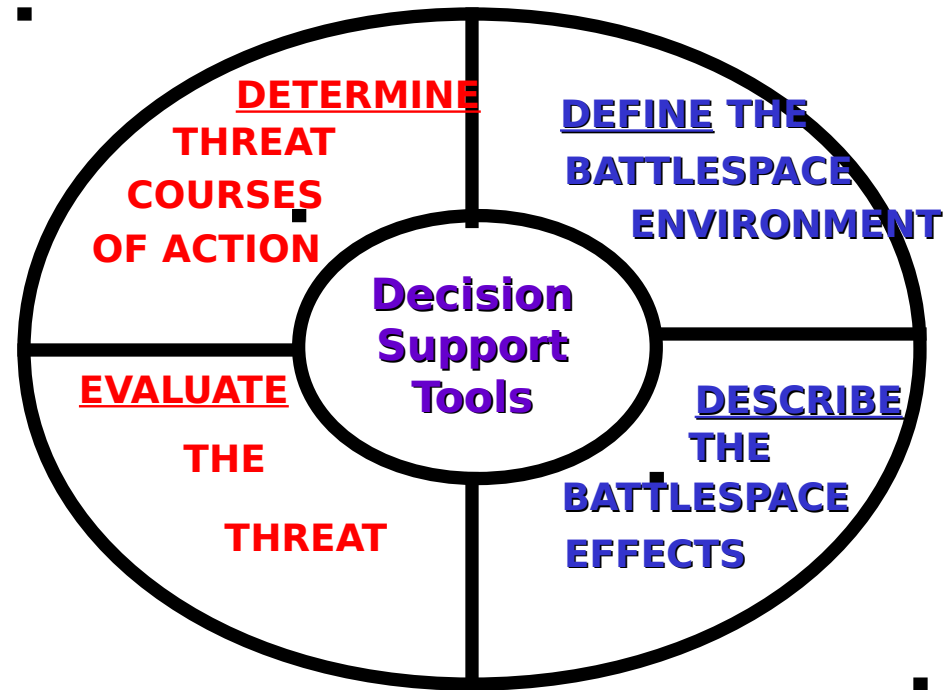 DETERMINE
THREAT
COURSES
OF ACTION
DEFINE THE
BATTLESPACE
ENVIRONMENT
Decision
Support
Tools
EVALUATE
THE
THREAT
DESCRIBE
THE
BATTLESPACE
EFFECTS